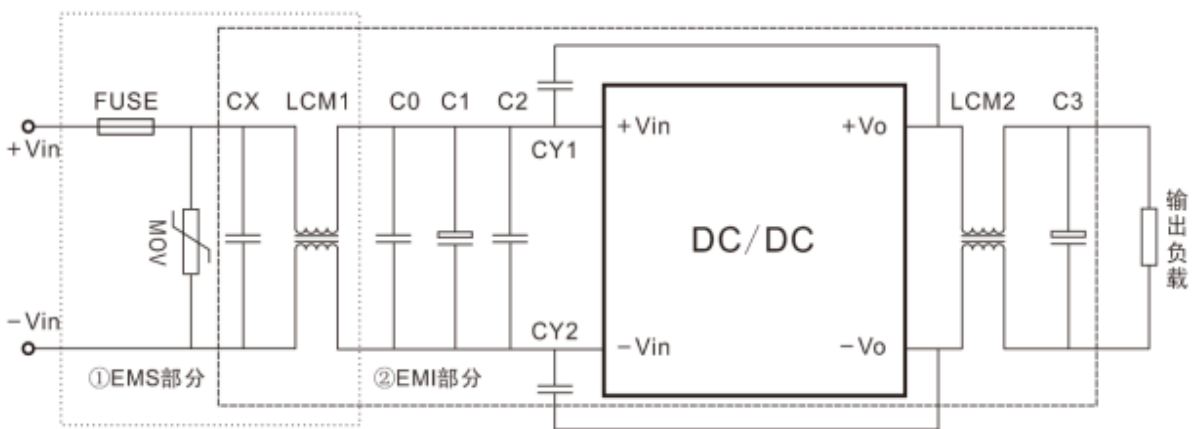 FUSE CX LCM1 C0 C1 C2 LCM2 C3
+Vin CY1 +Vin +Vo
MOV DC/DC 输出负载
-Vin CY2 -Vin -Vo
①EMS部分 ②EMI部分